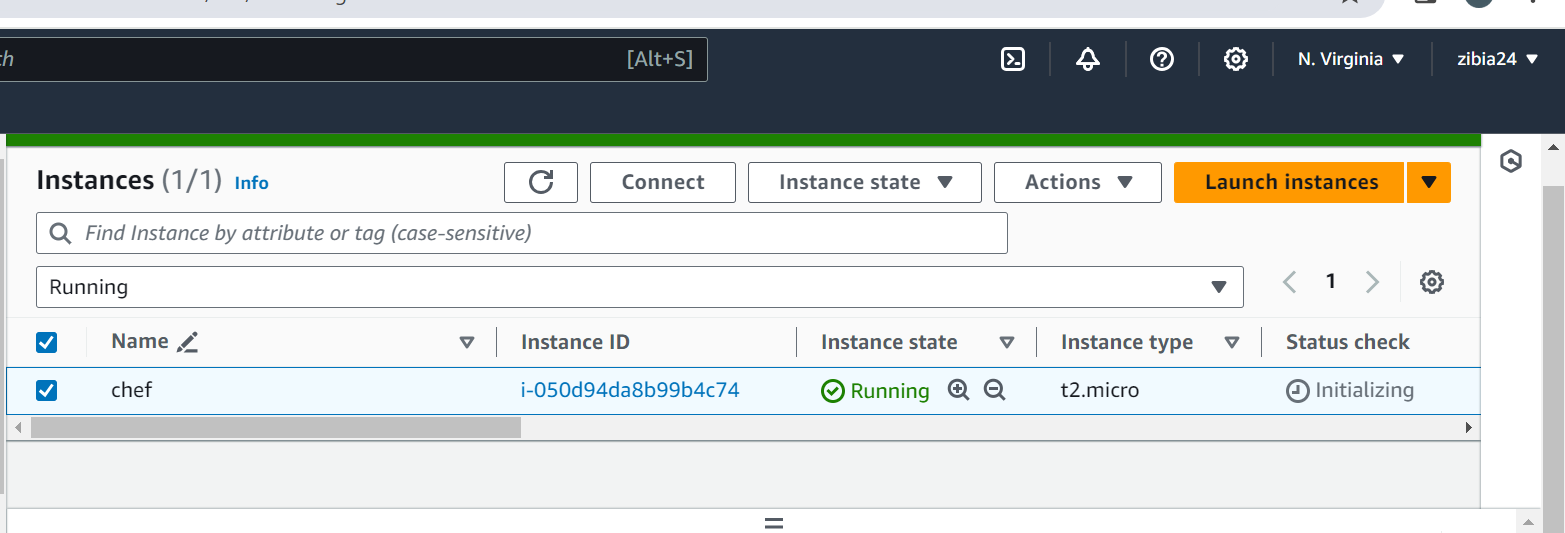 [Alt+S] N. Virginia zibia24
Instances (1/1) Info Connect Instance state Actions Launch instances
Find Instance by attribute or tag (case-sensitive)
Running 1
Name Instance ID Instance state Instance type Status check
chef i-050d94da8b99b4c74 Running t2.micro Initializing